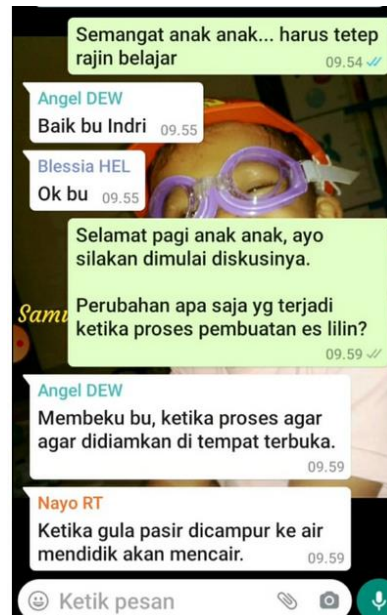 Semangat anak anak... harus tetep
rajin belajar
09.54
Angel DEW
Baik bu Indri 09.55
Blessia HEL
Ok bu 09.55
Selamat pagi anak anak, ayo
silakan dimulai diskusinya.
Perubahan apa saja yg terjadi
ketika proses pembuatan es lilin?
09.59
Angel DEW
Membeku bu, ketika proses agar
agar didiamkan di tempat terbuka.
09.59
Nayo RT
Ketika gula pasir dicampur ke air
mendidik akan mencair. 09.59
Ketik pesan